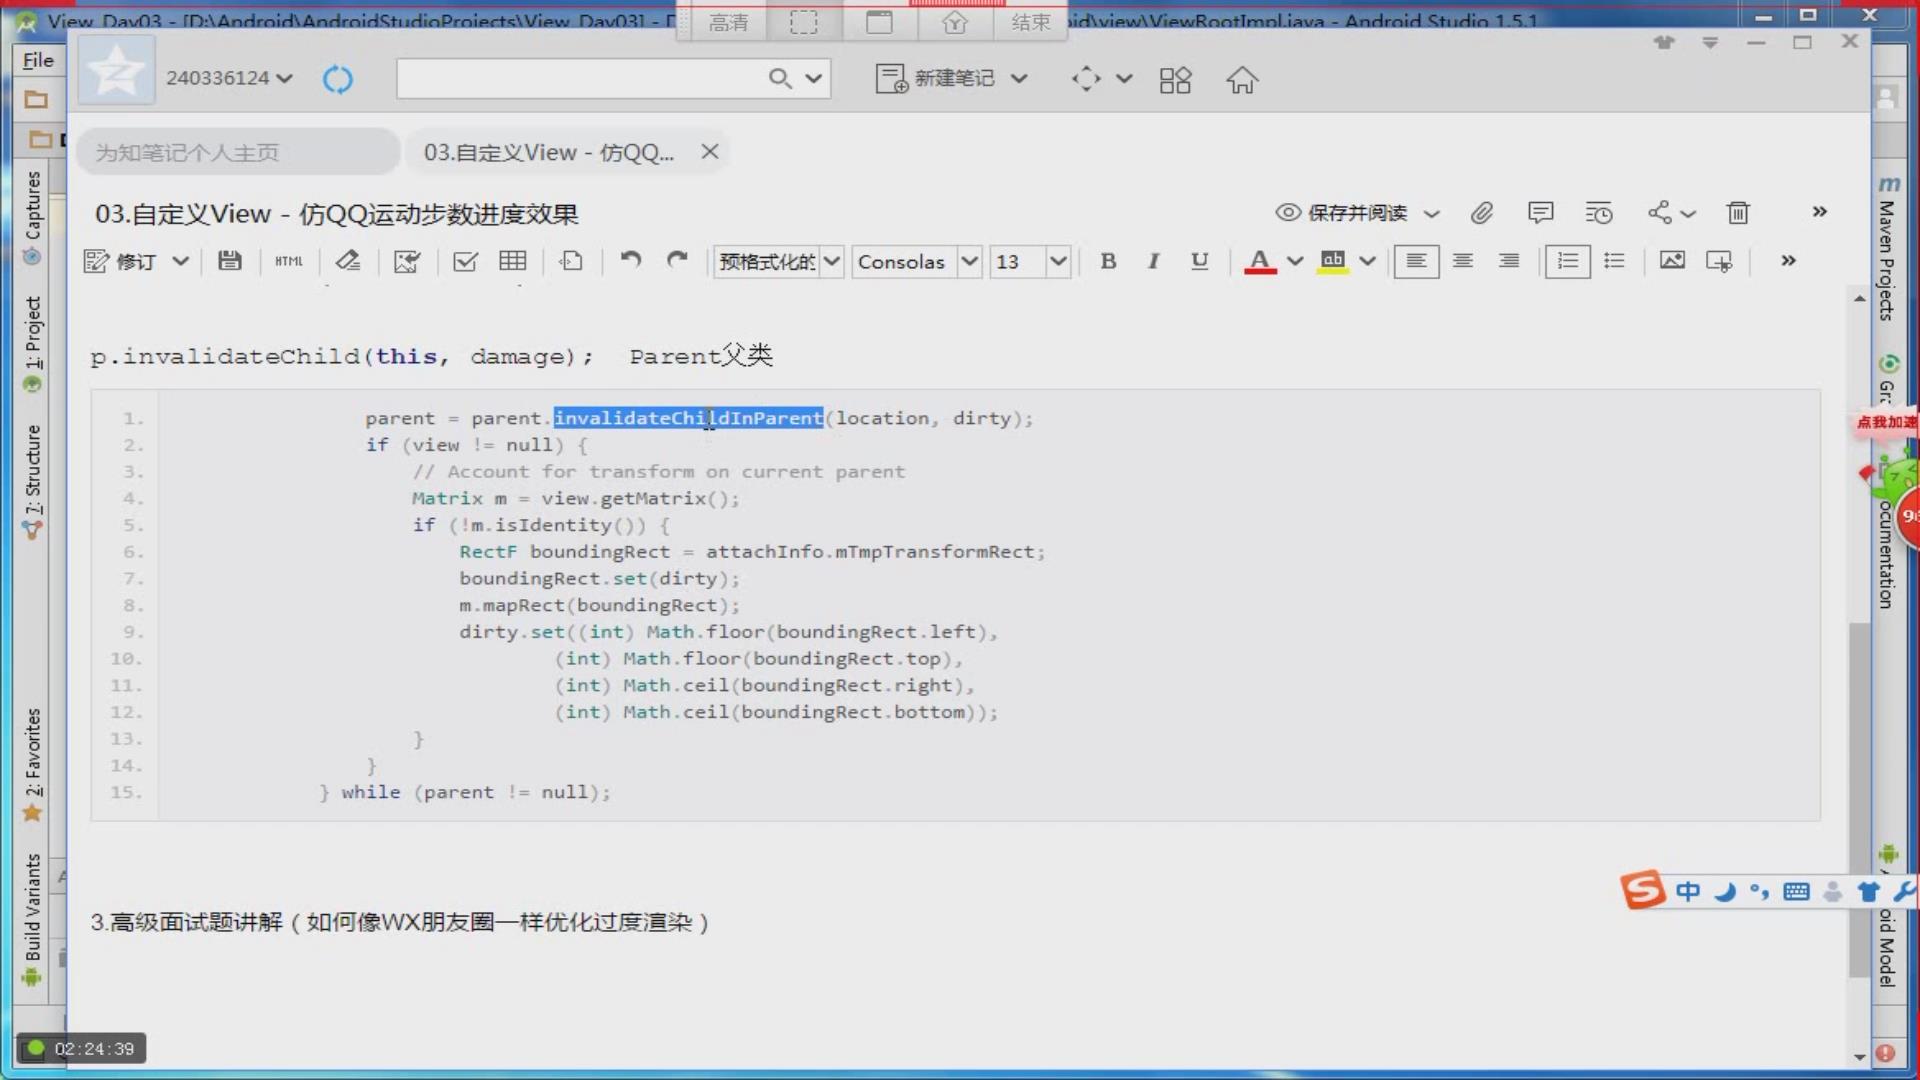 View_Day03 - [D:\Android\AndroidStudioProjects\View_Day03] -
高清
结束
id\view\ViewRootImpl.java - Android Studio 1.5.1
File
240336124
新建笔记
为知笔记个人主页
03.自定义View - 仿QQ...
03.自定义View - 仿QQ运动步数进度效果
保存并阅读
修订
HTML
预格式化的
Consolas
13
B I U A ab
p.invalidateChild(this, damage);   Parent父类
1. parent = parent.invalidateChildInParent(location, dirty);
2. if (view != null) {
3. // Account for transform on current parent
4. Matrix m = view.getMatrix();
5. if (!m.isIdentity()) {
6. RectF boundingRect = attachInfo.mTmpTransformRect;
7. boundingRect.set(dirty);
8. m.mapRect(boundingRect);
9. dirty.set((int) Math.floor(boundingRect.left),
10. (int) Math.floor(boundingRect.top),
11. (int) Math.ceil(boundingRect.right),
12. (int) Math.ceil(boundingRect.bottom));
13. }
14. }
15. } while (parent != null);
3.高级面试题讲解（如何像WX朋友圈一样优化过度渲染）
Captures
1: Project
7: Structure
2: Favorites
Build Variants
Maven Projects
点我加速
中
02:24:39